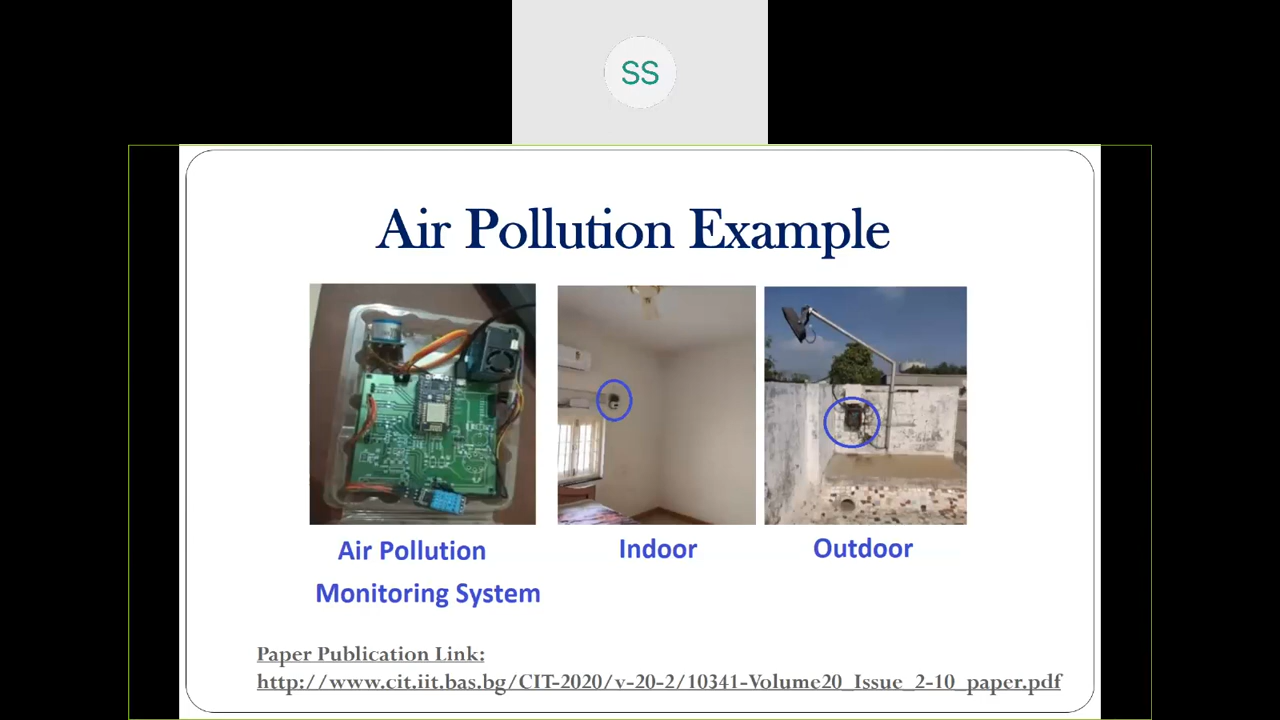 SS
Air Pollution Example
Air Pollution
Monitoring System
Indoor
Outdoor
Paper Publication Link:
http://www.cit.iit.bas.bg/CIT-2020/v-20-2/10341-Volume20_Issue_2-10_paper.pdf